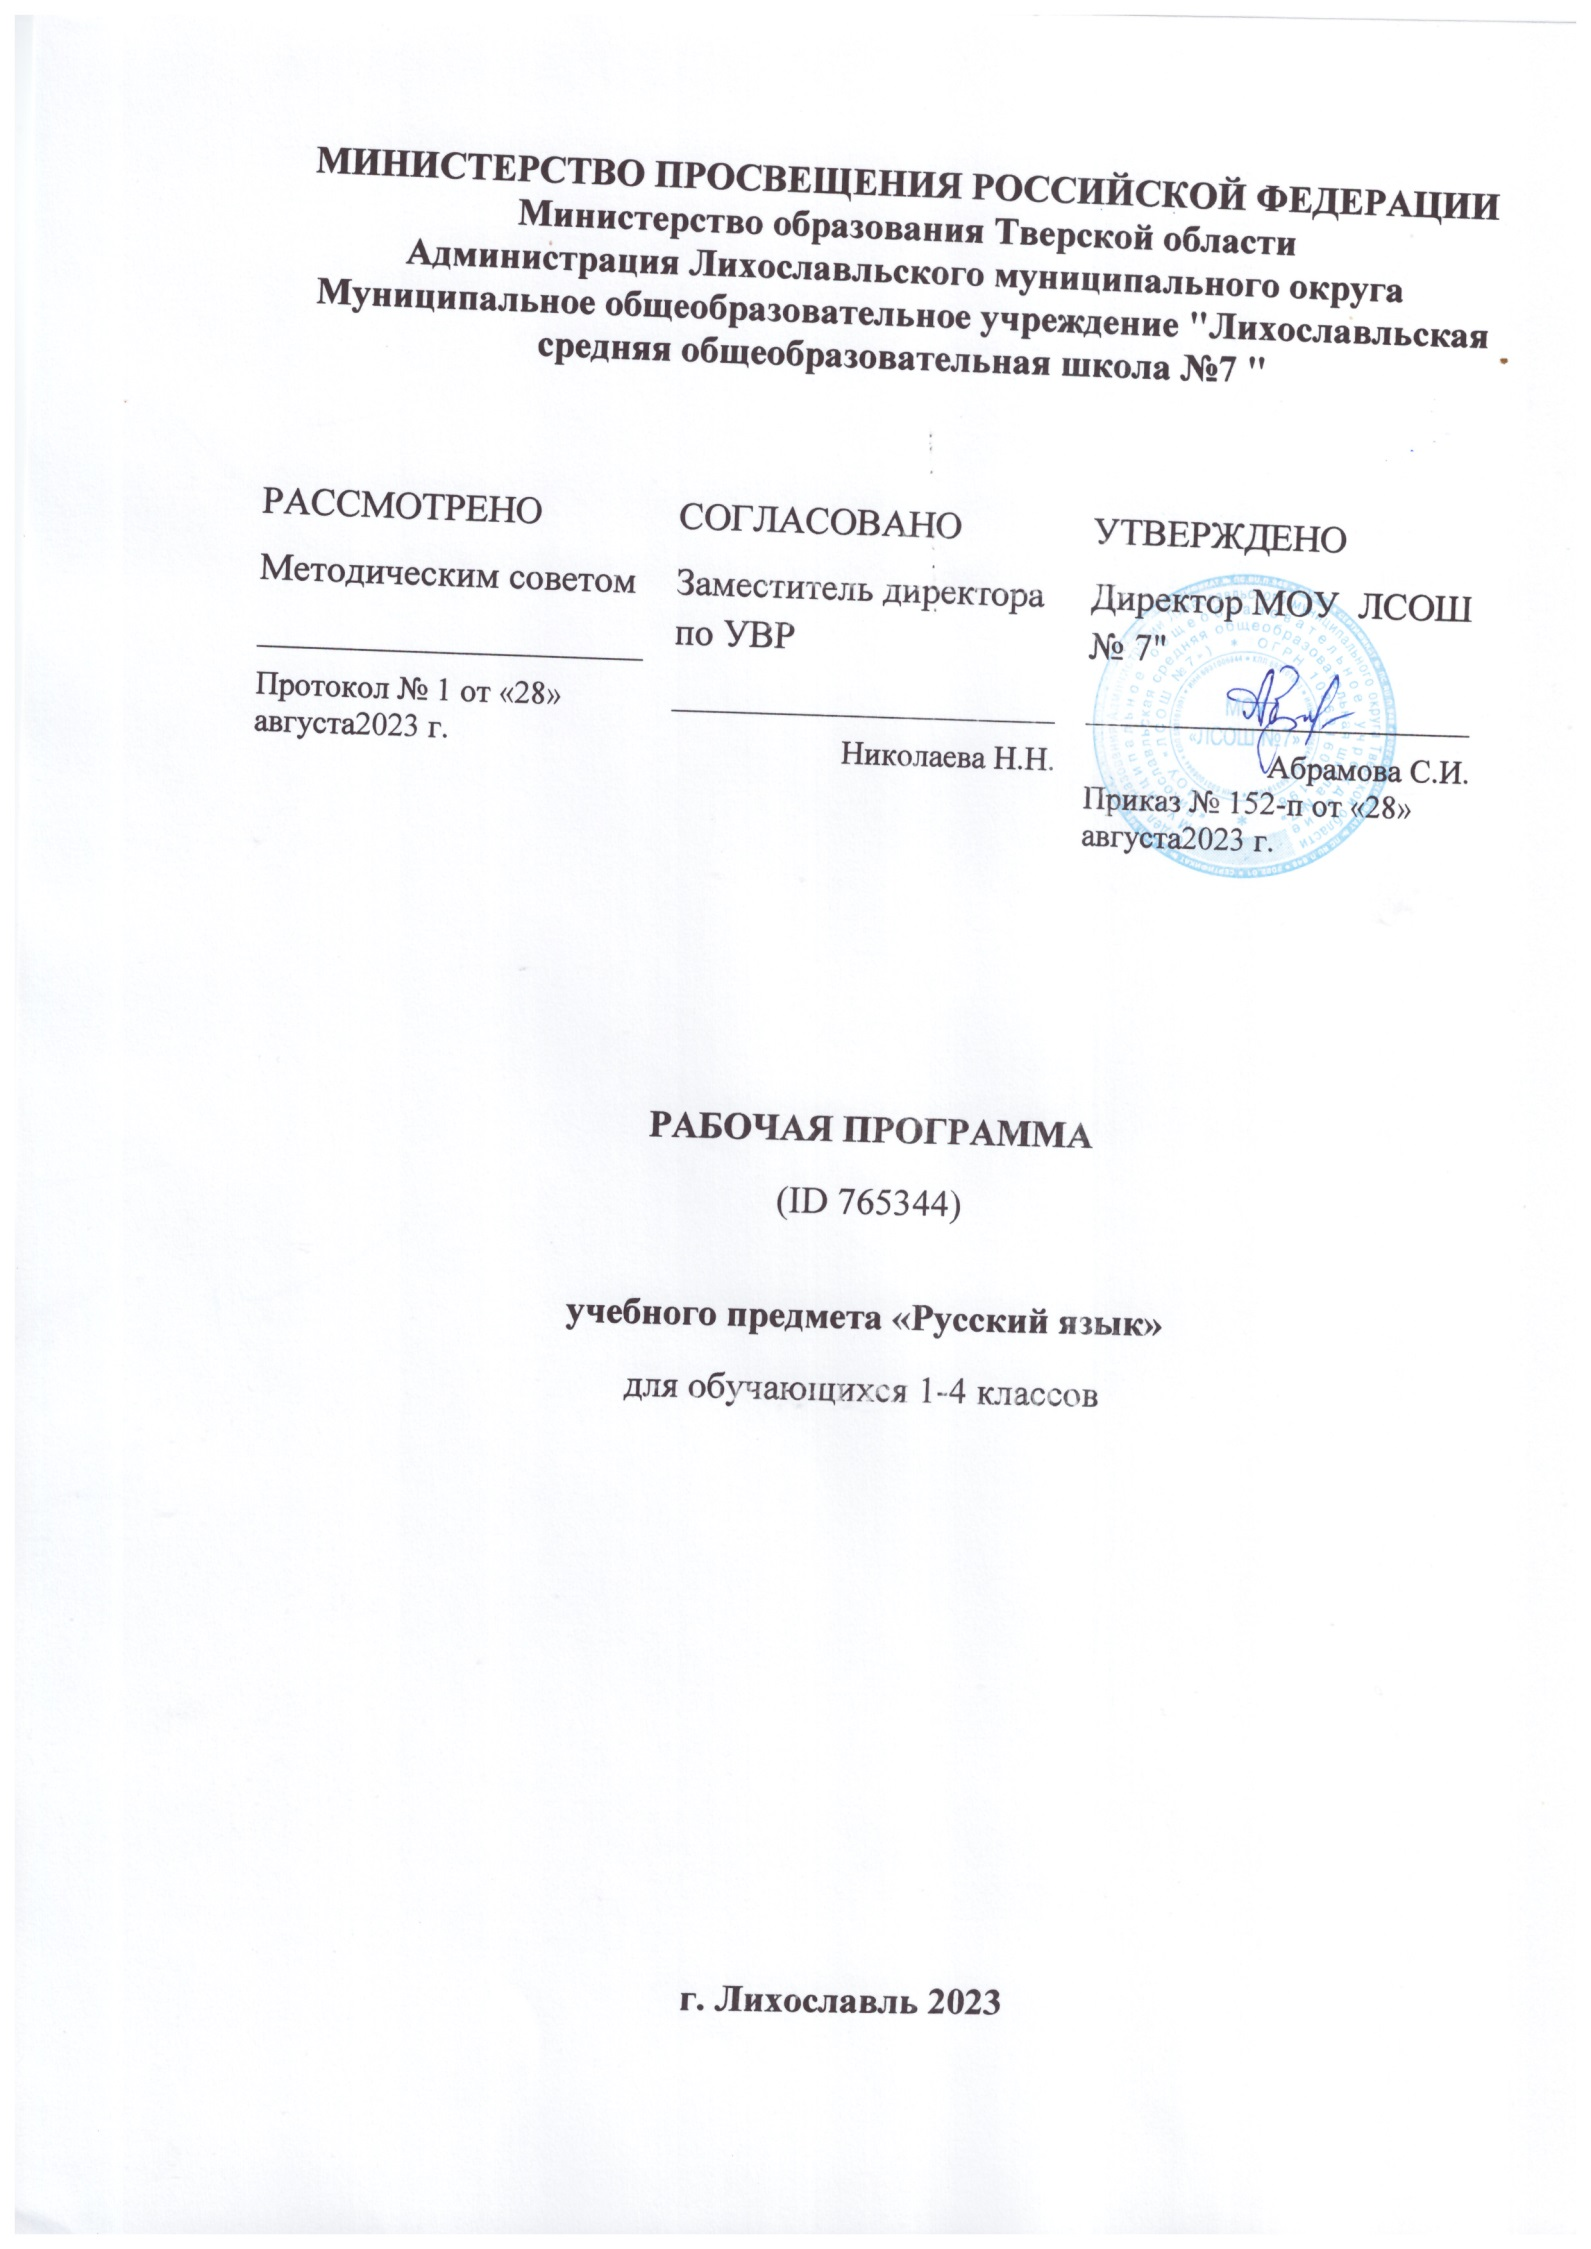 МИНИСТЕРСТВО ПРОСВЕЩЕНИЯ РОССИЙСКОЙ ФЕДЕРАЦИИ
Министерство образования Тверской области
Администрация Лихославльского муниципального округа
Муниципальное общеобразовательное учреждение "Лихославльская
средняя общеобразовательная школа №7 "
РАССМОТРЕНО
Методическим советом
Протокол № 1 от «28»
августа2023 г.
СОГЛАСОВАНО
Заместитель директора
по УВР
Николаева Н.Н.
УТВЕРЖДЕНО
Директор МОУ ЛСОШ
№ 7"
Абрамова С.И.
Приказ № 152-п от «28»
августа2023 г.
МОУ
«ЛСОШ №7»
РАБОЧАЯ ПРОГРАММА
(ID 765344)
учебного предмета «Русский язык»
для обучающихся 1-4 классов
г. Лихославль 2023